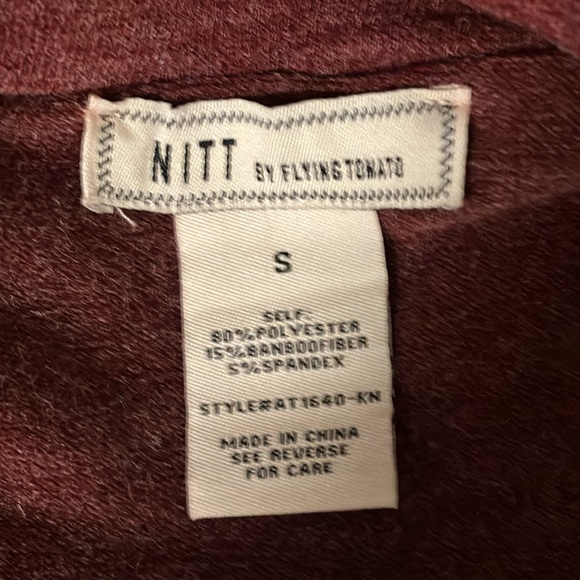 NITT BY FLYING TOMATO
S
SELF:
80%POLYESTER
15%BANBOOFIBER
5%SPANDEX
STYLE#AT1640-KN
MADE IN CHINA
SEE REVERSE
FOR CARE